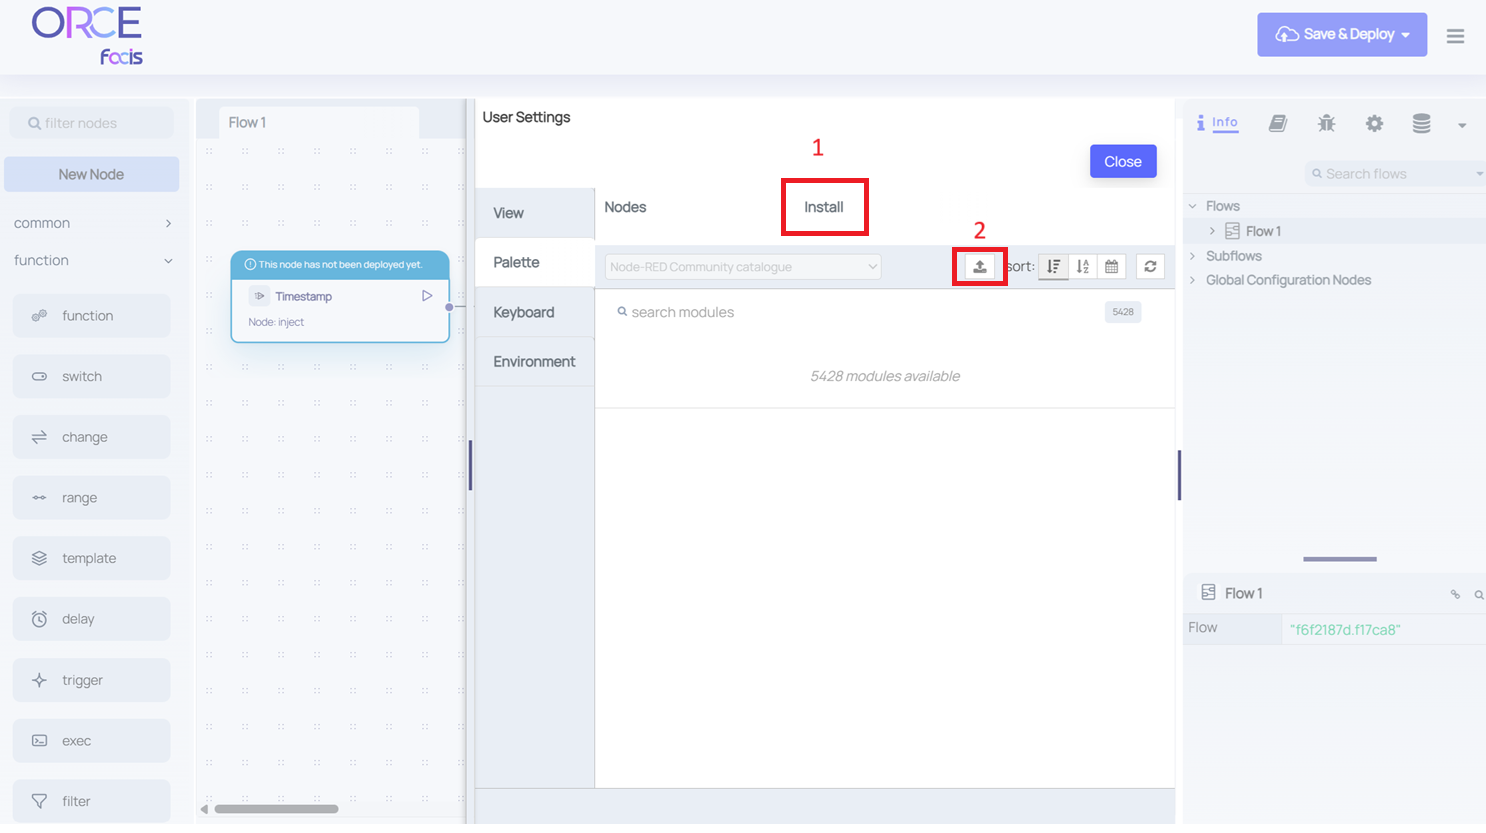 ORCE
facis
Save & Deploy
filter nodes
New Node
common
function
function
switch
change
range
template
delay
trigger
exec
filter
Flow 1
This node has not been deployed yet.
Timestamp
Node: inject
User Settings
1
Close
View
Palette
Keyboard
Environment
Nodes
Install
2
Node-RED Community catalogue
sort:
search modules
5428
5428 modules available
Info
Search flows
Flows
Flow 1
Subflows
Global Configuration Nodes
Flow 1
Flow
"f6f2187d.f17ca8"